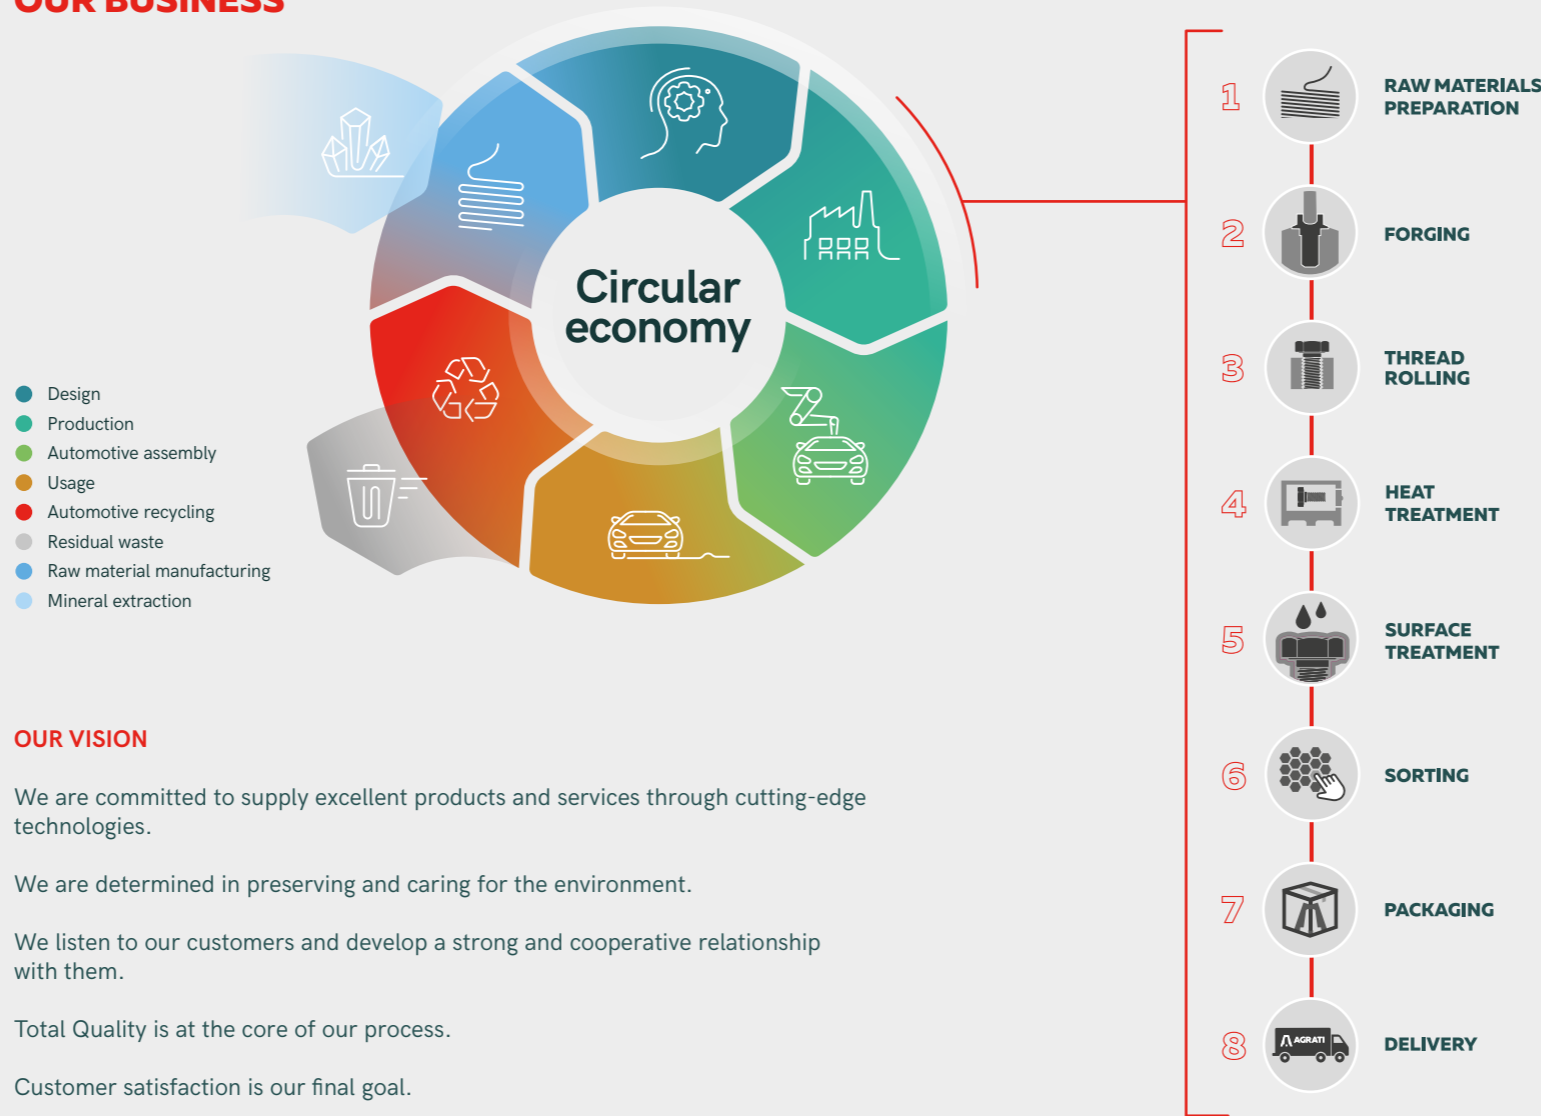 OUR BUSINESS
Circular
economy
Design
Production
Automotive assembly
Usage
Automotive recycling
Residual waste
Raw material manufacturing
Mineral extraction
OUR VISION
We are committed to supply excellent products and services through cutting-edge
technologies.
We are determined in preserving and caring for the environment.
We listen to our customers and develop a strong and cooperative relationship
with them.
Total Quality is at the core of our process.
Customer satisfaction is our final goal.
1
RAW MATERIALS
PREPARATION
2
FORGING
3
THREAD
ROLLING
4
HEAT
TREATMENT
5
SURFACE
TREATMENT
6
SORTING
7
PACKAGING
8
AGRATI
DELIVERY